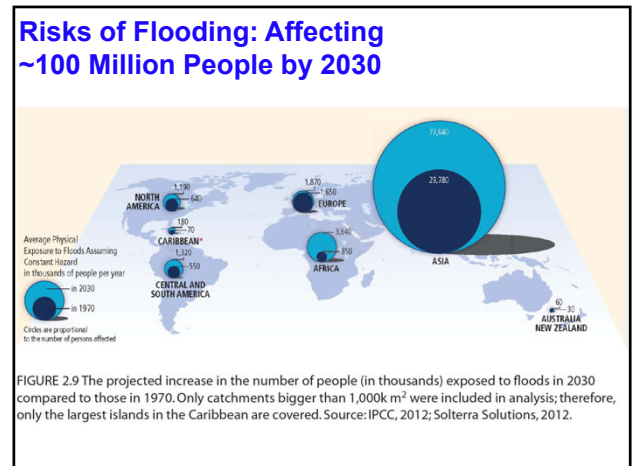 Risks of Flooding: Affecting
~100 Million People by 2030
77,640
29,780
ASIA
1,190
640
NORTH
AMERICA
1,870
1,650
EUROPE
180
70
CARIBBEAN*
3,640
850
AFRICA
1,320
550
CENTRAL AND
SOUTH AMERICA
60
30
AUSTRALIA
NEW ZEALAND
Average Physical
Exposure to Floods Assuming
Constant Hazard
in thousands of people per year
in 2030
in 1970
Circles are proportional
to the number of persons affected
FIGURE 2.9 The projected increase in the number of people (in thousands) exposed to floods in 2030
compared to those in 1970. Only catchments bigger than 1,000k m² were included in analysis; therefore,
only the largest islands in the Caribbean are covered. Source: IPCC, 2012; Solterra Solutions, 2012.